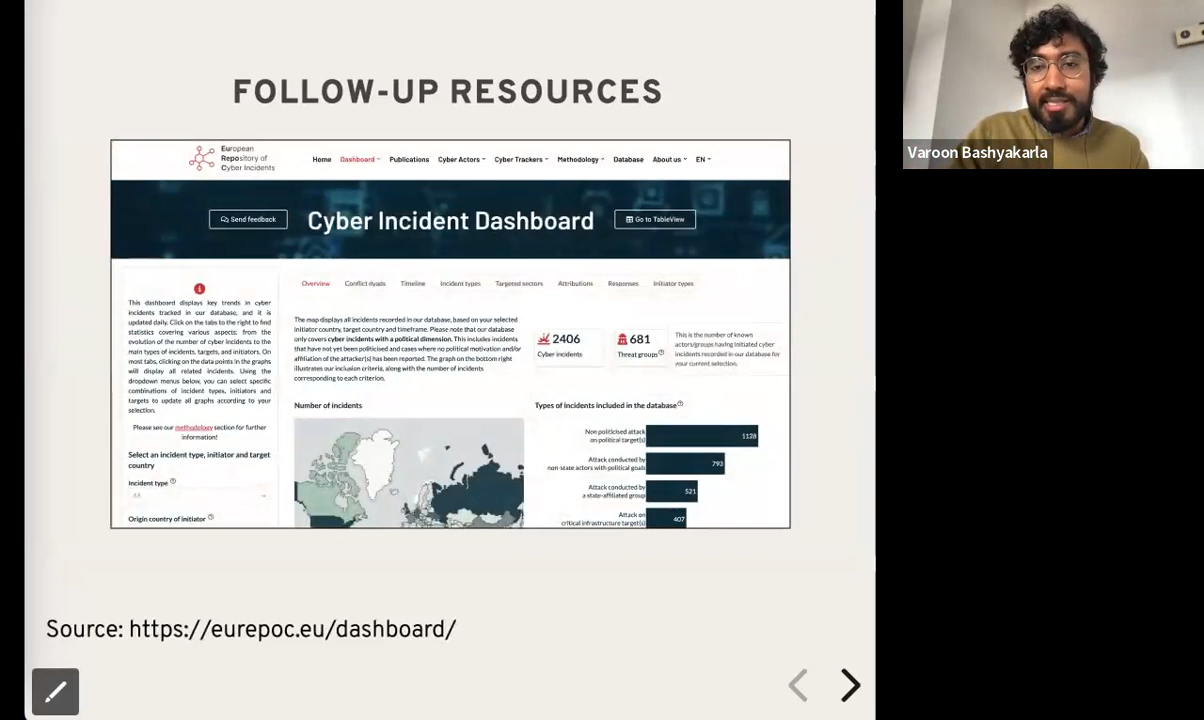 FOLLOW-UP RESOURCES
European
Repository of
Cyber Incidents
Home Dashboard Publications Cyber Actors Cyber Trackers Methodology Database About us EN
Send feedback
Cyber Incident Dashboard
Go to TableView
This dashboard displays key trends in cyber
incidents tracked in our database, and it is
updated daily. Click on the tabs to the right to find
statistics covering various aspects: from the
evolution of the number of cyber incidents to the
main types of incidents, targets, and initiators. On
most tabs, clicking on the data points in the graphs
will display all related incidents. Using the
dropdown menus below, you can select specific
combinations of incident types, initiators and
targets to update all graphs according to your
selection.
Please see our methodology section for further
information!
Select an incident type, initiator and target
country
Incident type
All
Origin country of initiator
Overview Conflict dyads Timeline Incident types Targeted sectors Attributions Responses Initiator types
The map displays all incidents recorded in our database, based on your selected
initiator country, target country and timeframe. Please note that our database
only covers cyber incidents with a political dimension. This includes incidents
that have not yet been politicised and cases where no political motivation and/or
affiliation of the attacker(s) has been reported. The graph on the bottom right
illustrates our inclusion criteria, along with the number of incidents
corresponding to each criterion.
2406
Cyber incidents
681
Threat groups
This is the number of known
actors/groups having initiated cyber
incidents recorded in our database for
your current selection.
Number of incidents
Types of incidents included in the database
Non politicised attack
on political target(s)
1128
Attack conducted by
non-state actors with political goals
793
Attack conducted by
a state-affiliated group
521
Attack on
critical infrastructure target(s)
407
Source: https://eurepoc.eu/dashboard/
Varoon Bashyakarla